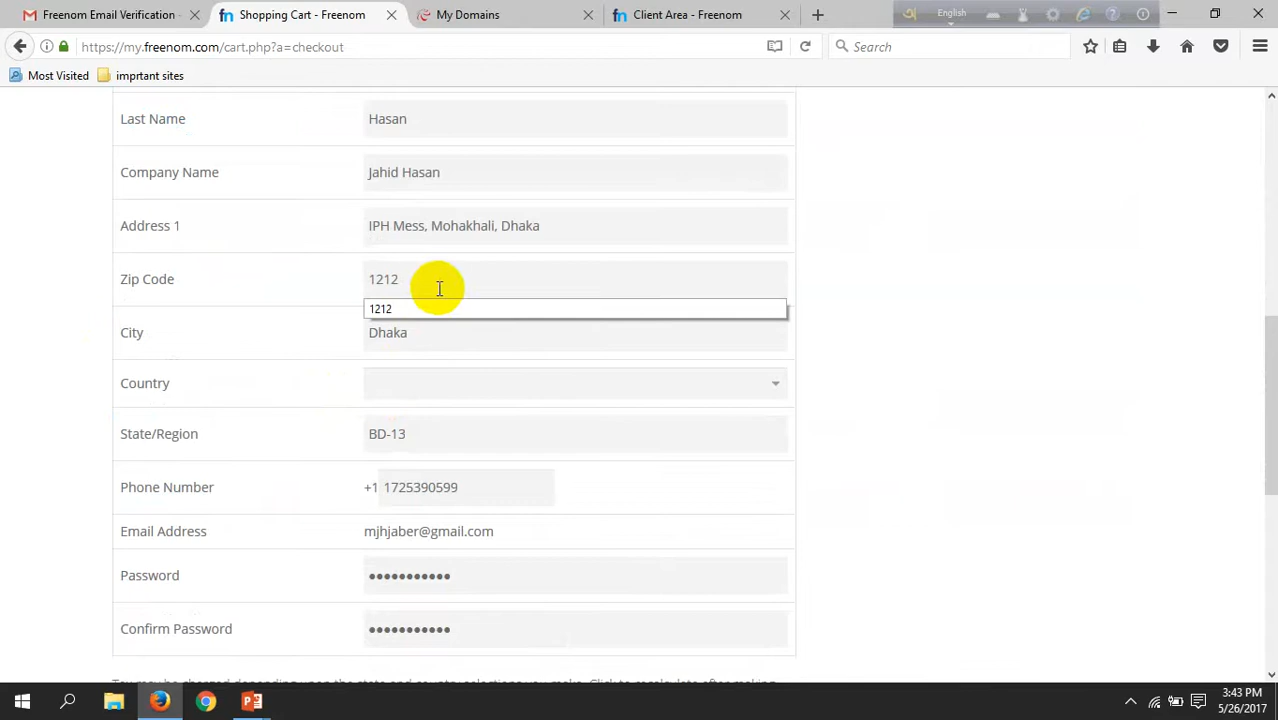 Freenom Email Verification -
Shopping Cart - Freenom
My Domains
Client Area - Freenom
English
https://my.freenom.com/cart.php?a=checkout
Search
Most Visited
imprtant sites
Last Name
Hasan
Company Name
Jahid Hasan
Address 1
IPH Mess, Mohakhali, Dhaka
Zip Code
1212
1212
City
Dhaka
Country
State/Region
BD-13
Phone Number
+1 1725390599
Email Address
mjhjaber@gmail.com
Password
Confirm Password
3:43 PM
5/26/2017